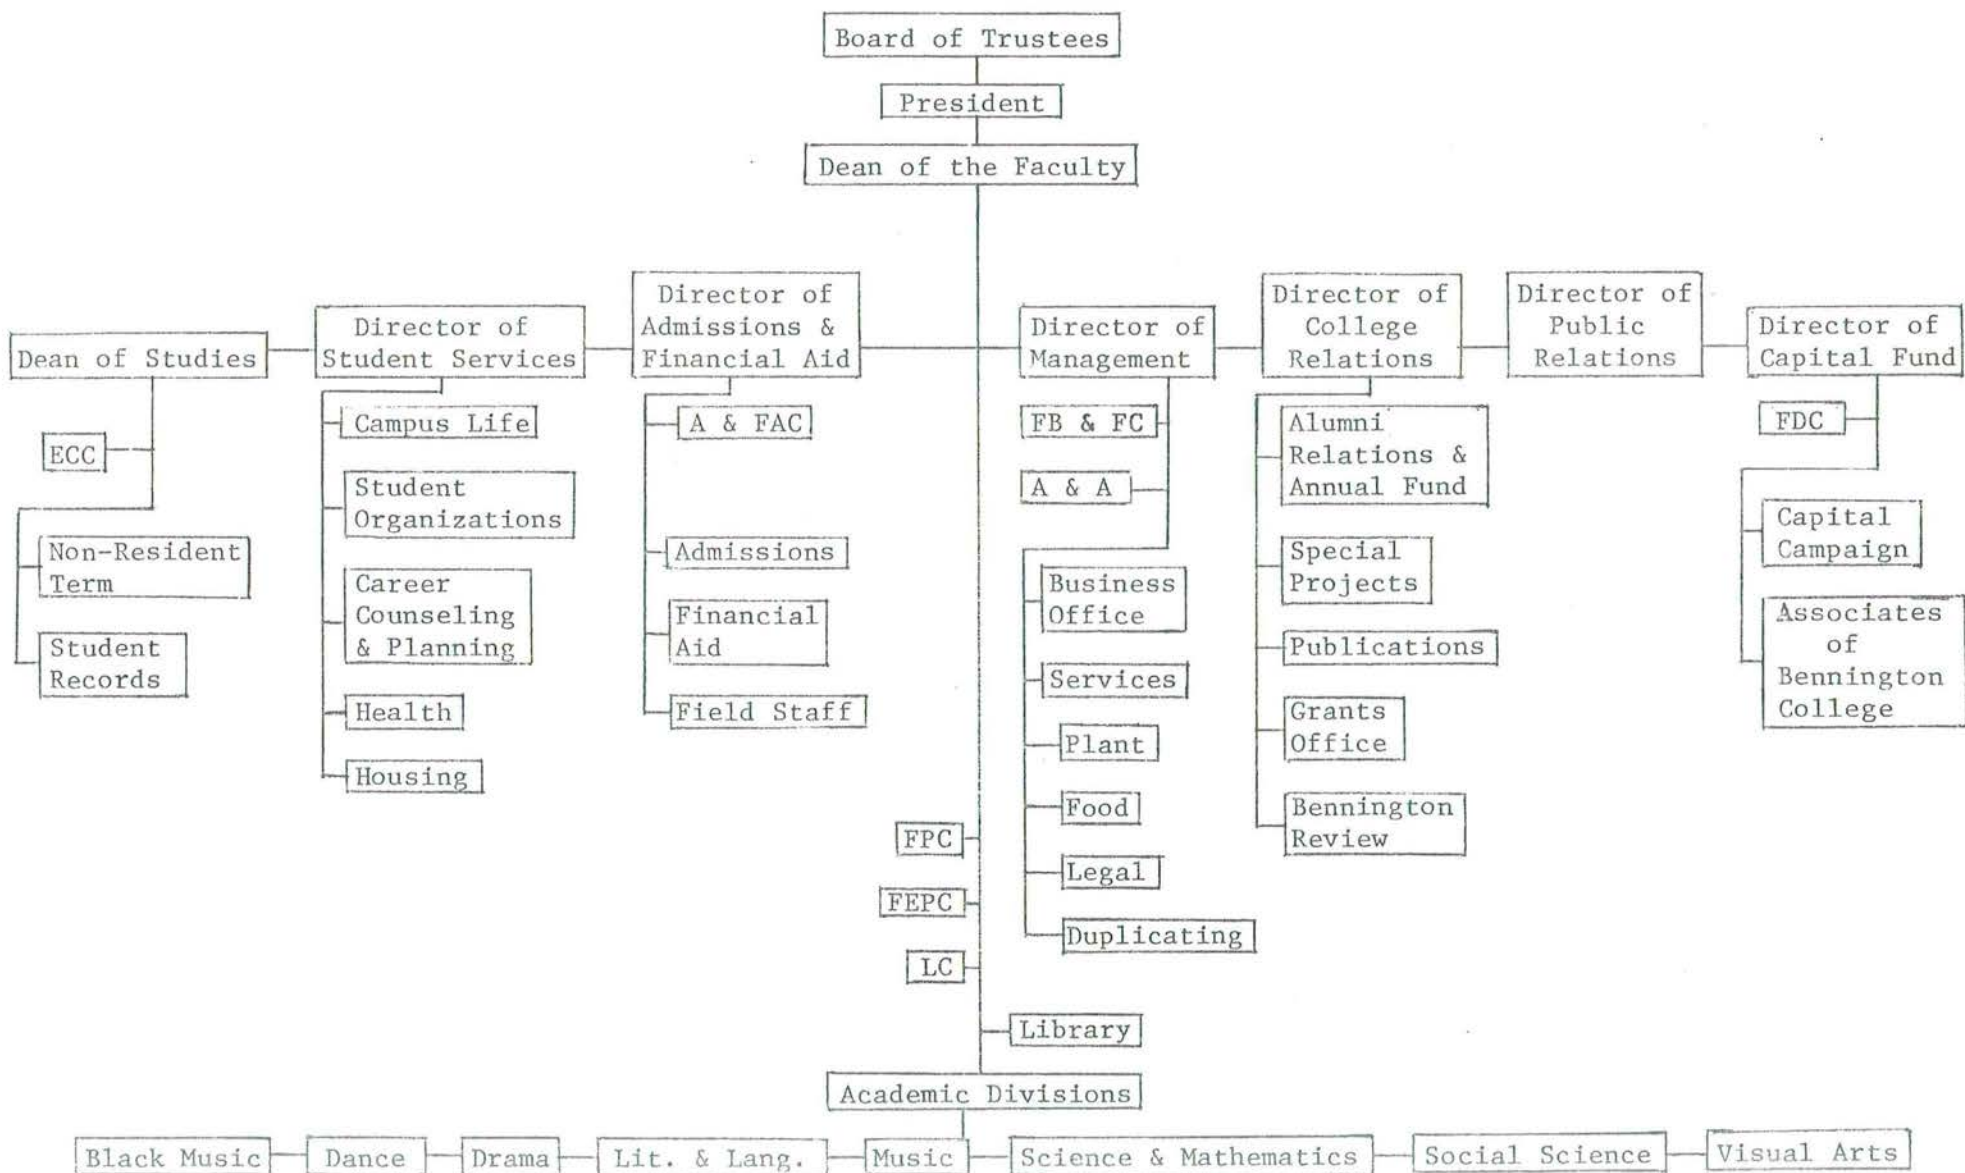 Board of Trustees
President
Dean of the Faculty
Dean of Studies
ECC
Non-Resident
Term
Student
Records
Director of
Student Services
Campus Life
Student
Organizations
Career
Counseling
& Planning
Health
Housing
Director of
Admissions &
Financial Aid
A & FAC
Admissions
Financial
Aid
Field Staff
Director of
Management
FB & FC
A & A
Business
Office
Services
Plant
Food
Legal
Duplicating
Director of
College
Relations
Alumni
Relations &
Annual Fund
Special
Projects
Publications
Grants
Office
Bennington
Review
Director of
Public
Relations
Director of
Capital Fund
FDC
Capital
Campaign
Associates
of
Bennington
College
FPC
FEPC
LC
Library
Academic Divisions
Black Music
Dance
Drama
Lit. & Lang.
Music
Science & Mathematics
Social Science
Visual Arts